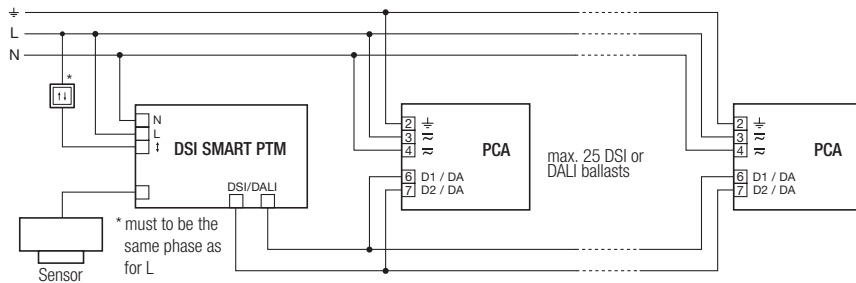 ⏚
L
N
*
↑↓
N
L
↕
DSI SMART PTM
DSI/DALI
Sensor
* must to be the
same phase as
for L
2 ⏚
3 ~
4 ~
PCA
6 D1 / DA
7 D2 / DA
max. 25 DSI or
DALI ballasts
2 ⏚
3 ~
4 ~
PCA
6 D1 / DA
7 D2 / DA